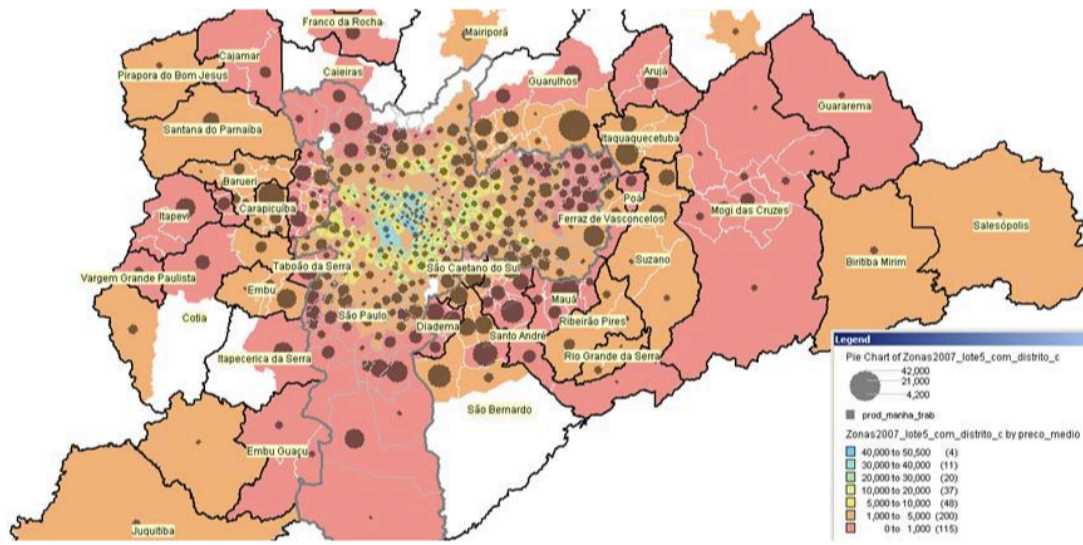 Franco da Rocha
Mairiporã
Cajamar
Pirapora do Bom Jesus
Caieiras
Guarulhos
Arujá
Guararema
Santana do Parnaíba
Itaquaquecetuba
Barueri
Poá
Itapevi
Carapicuíba
Ferraz de Vasconcelos
Mogi das Cruzes
Salesópolis
Vargem Grande Paulista
Taboão da Serra
São Caetano do Sul
Suzano
Biritiba Mirim
Embu
Mauá
Cotia
São Paulo
Diadema
Santo André
Ribeirão Pires
Itapecerica da Serra
Rio Grande da Serra
São Bernardo
Embu Guaçu
Juquitiba
Legend
Pie Chart of Zonas2007_lote5_com_distrito_c
42,000
21,000
4,200
prod_manha_trab
Zonas2007_lote5_com_distrito_c by preco_medio
40,000 to 50,500 (4)
30,000 to 40,000 (11)
20,000 to 30,000 (20)
10,000 to 20,000 (37)
5,000 to 10,000 (48)
1,000 to 5,000 (200)
0 to 1,000 (115)